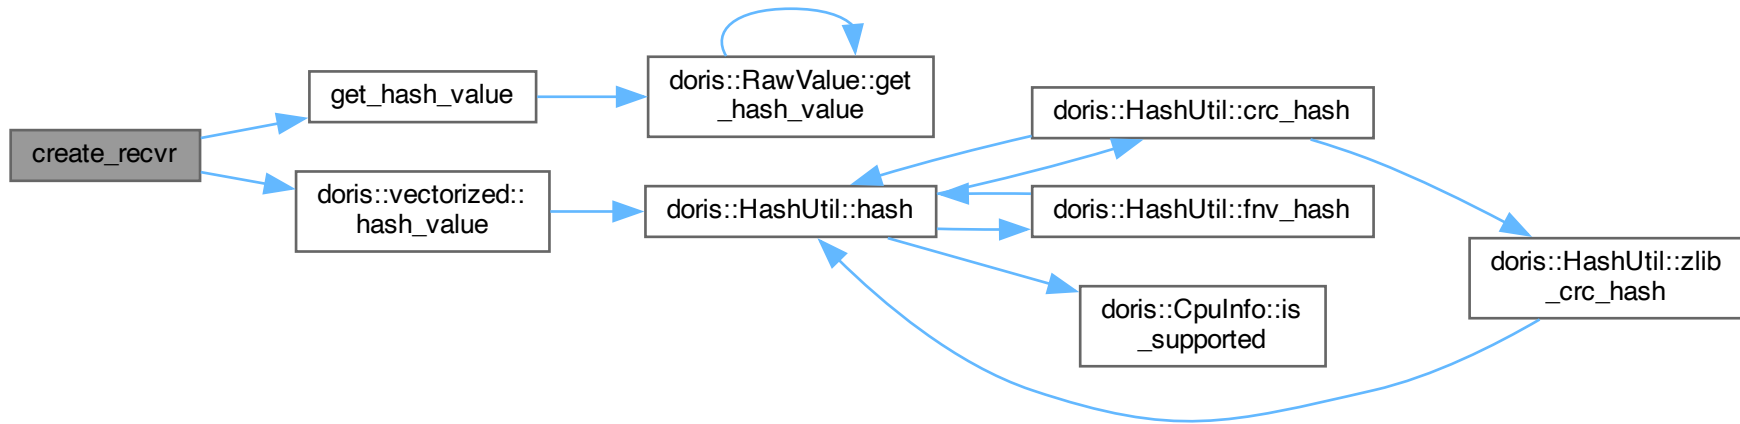 create_recvr
get_hash_value
doris::RawValue::get
_hash_value
doris::vectorized::
hash_value
doris::HashUtil::hash
doris::HashUtil::crc_hash
doris::HashUtil::fnv_hash
doris::CpuInfo::is
_supported
doris::HashUtil::zlib
_crc_hash